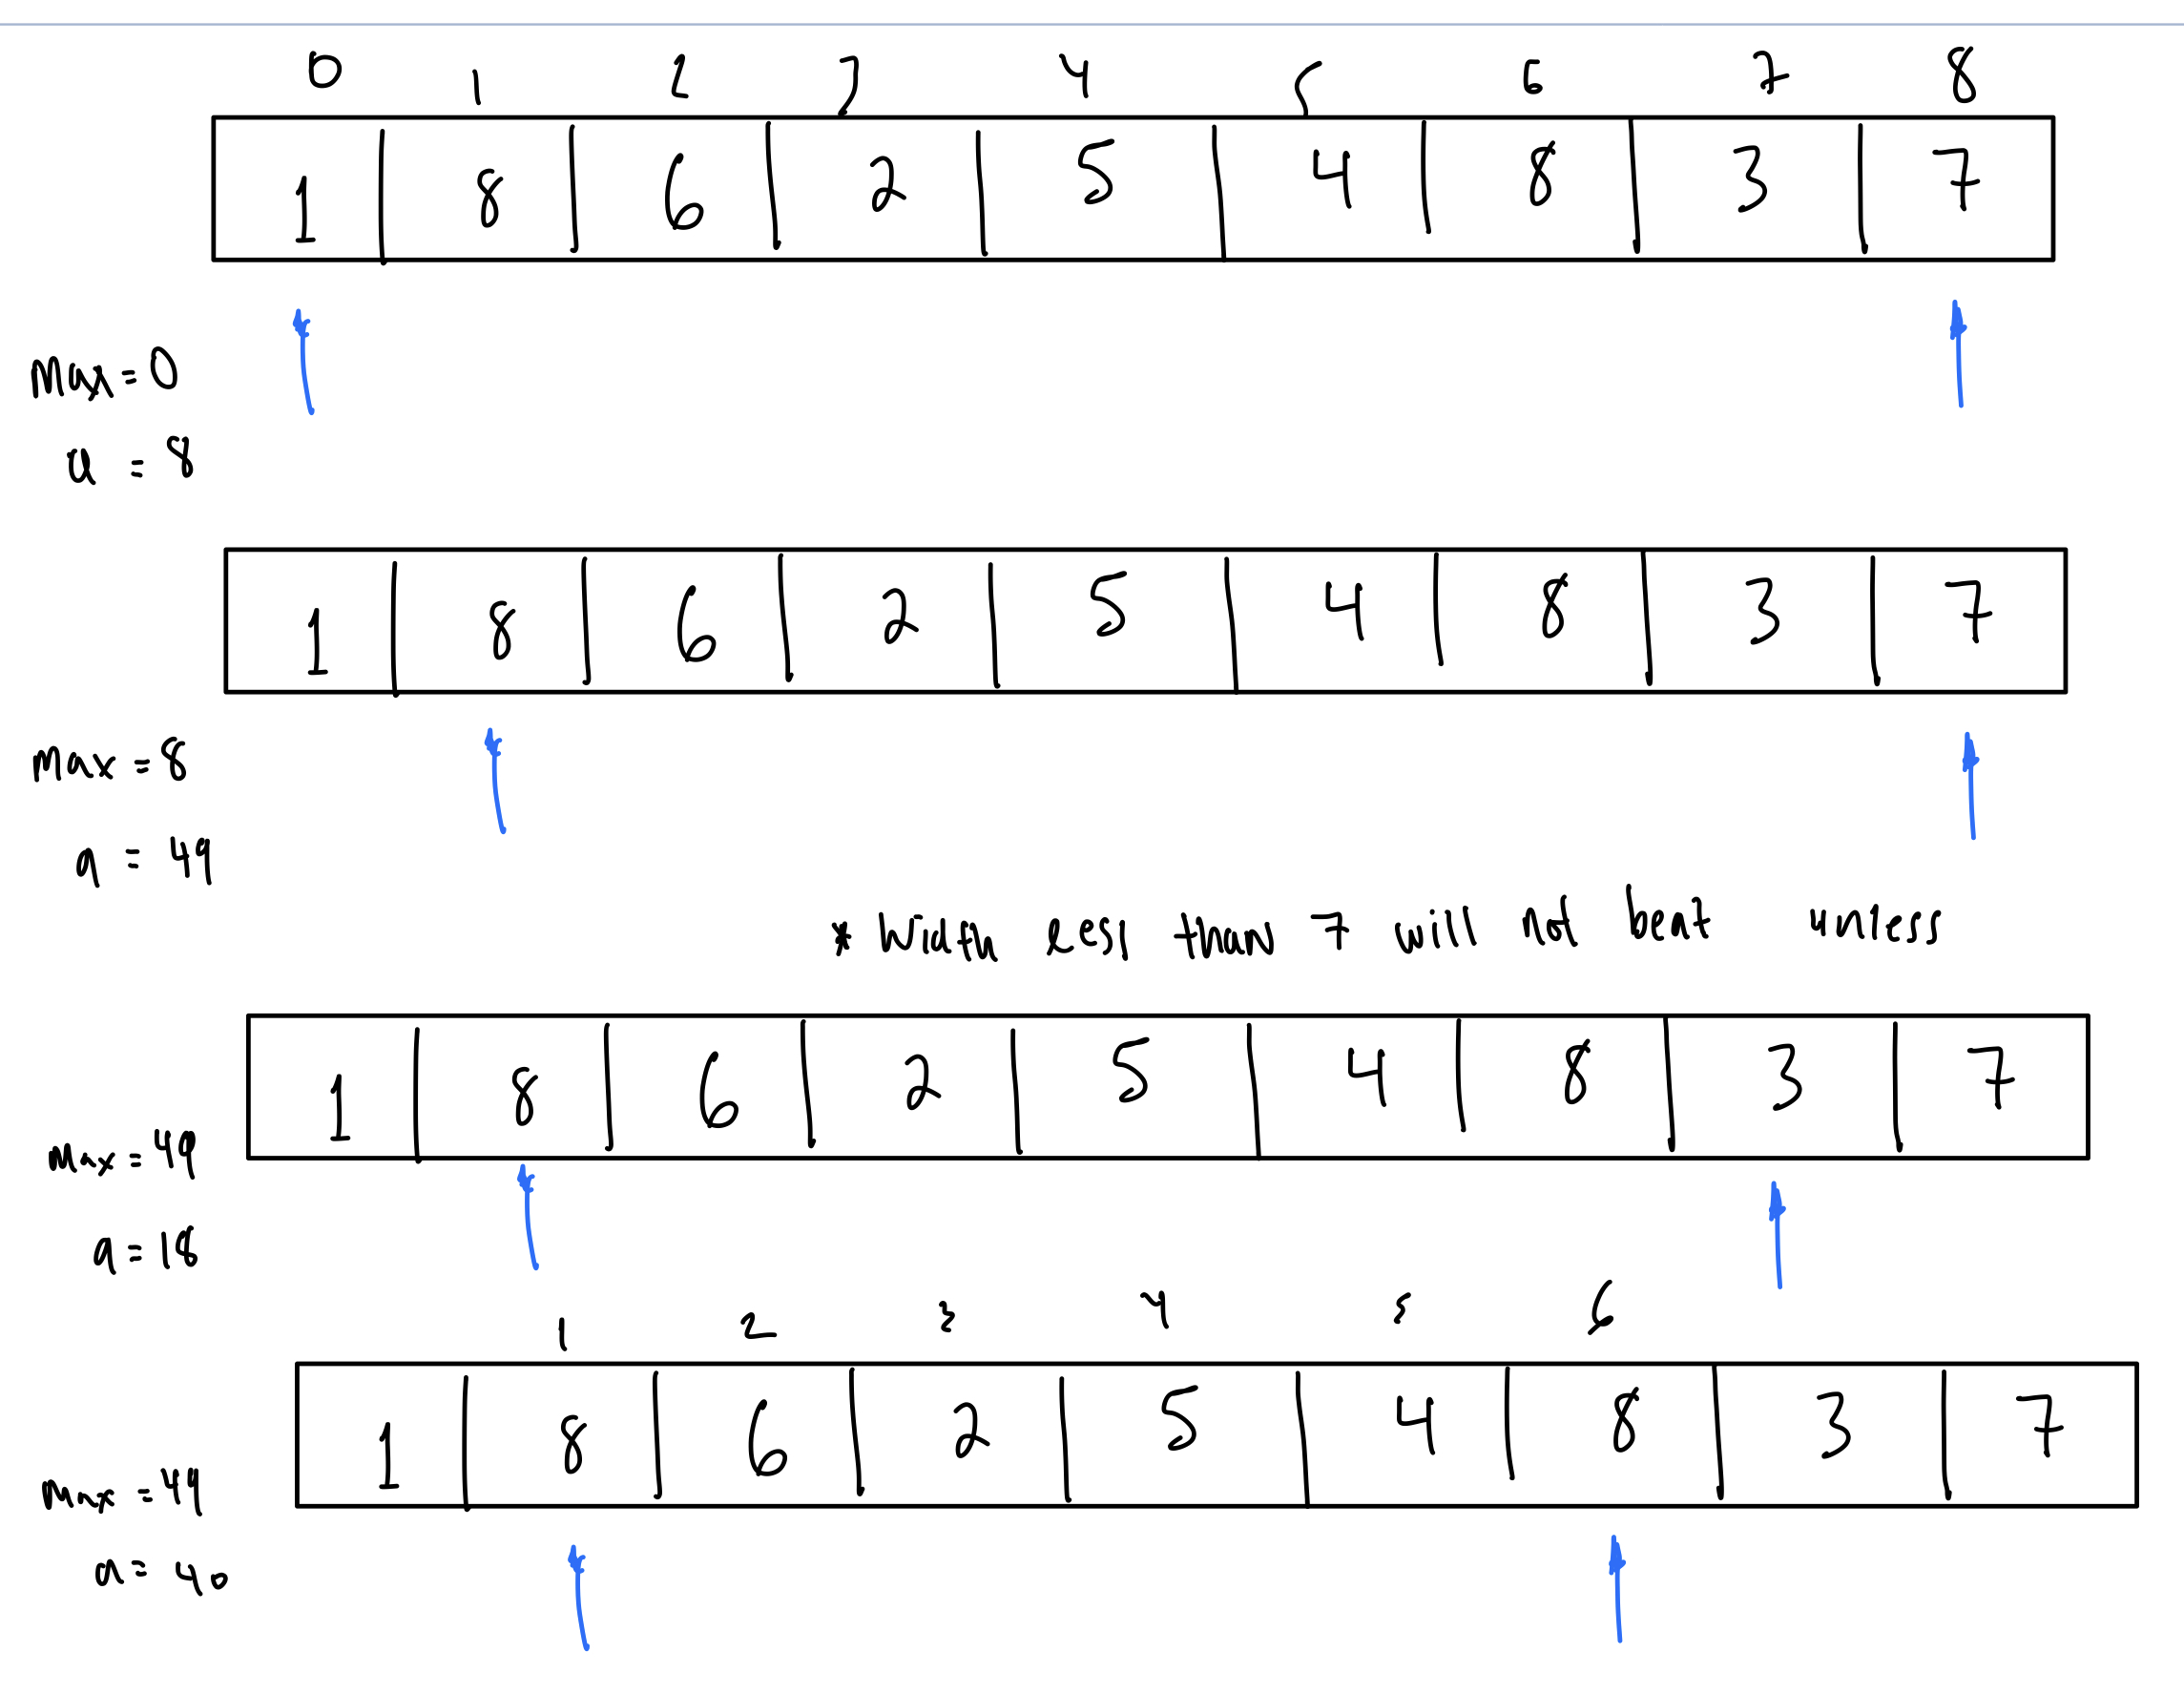 0 1 2 3 4 5 6 7 8
1 8 6 2 5 4 8 3 7
max=0
a = 8
1 8 6 2 5 4 8 3 7
max = 8
a = 49
* Width less than 7 will not beat unless
1 8 6 2 5 4 8 3 7
max=49
a=18
1 2 3 4 5 6
1 8 6 2 5 4 8 3 7
max = 49
a= 40